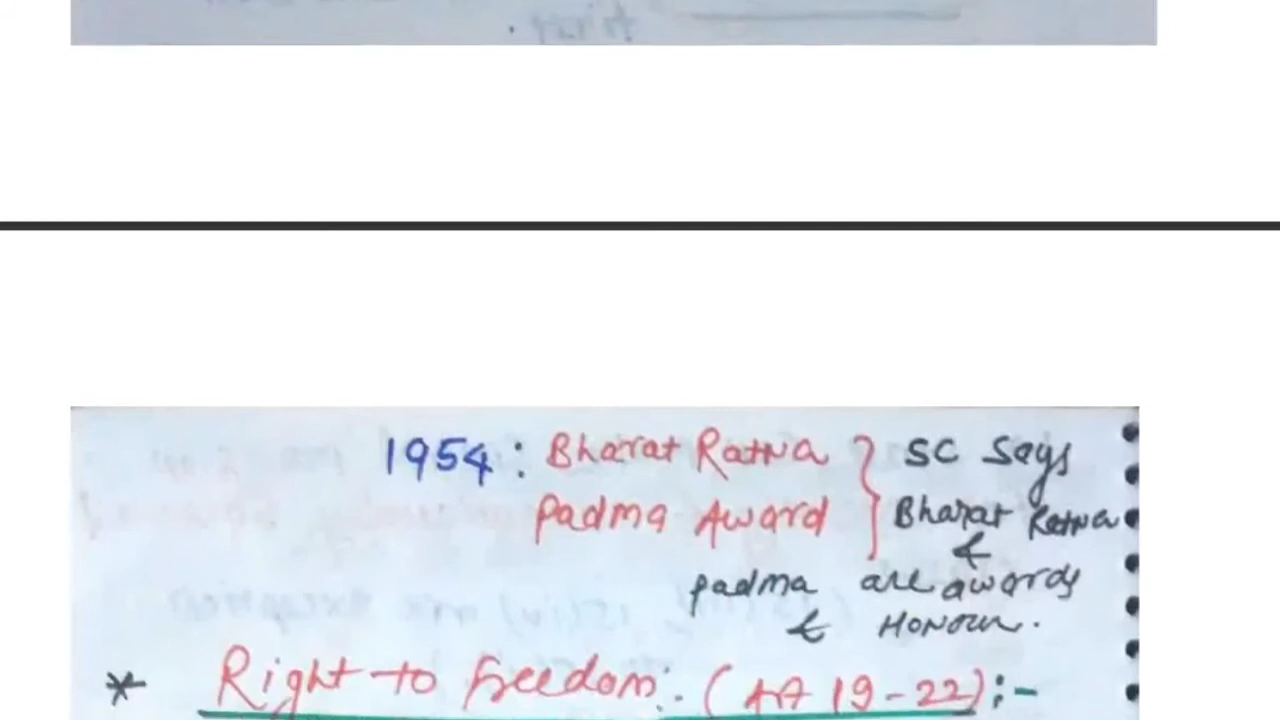 1954: Bharat Ratna } SC Says
Padma Award Bharat Ratna
&
padma are awards
& Honour.
* Right to Freedom:- (AA 19-22):-